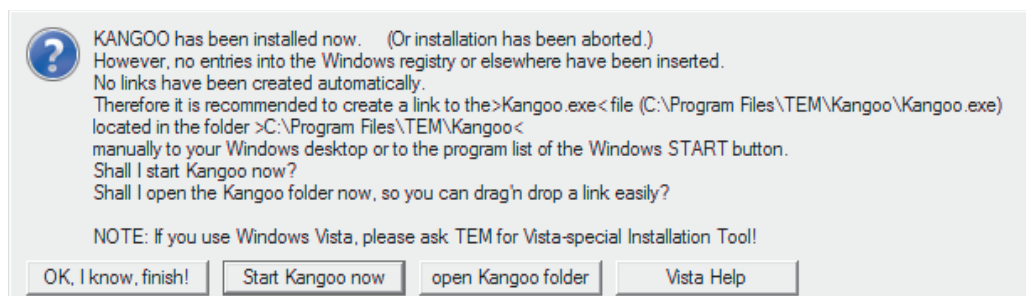 KANGOO has been installed now. (Or installation has been aborted.)
However, no entries into the Windows registry or elsewhere have been inserted.
No links have been created automatically.
Therefore it is recommended to create a link to the>Kangoo.exe< file (C:\Program Files\TEM\Kangoo\Kangoo.exe)
located in the folder >C:\Program Files\TEM\Kangoo<
manually to your Windows desktop or to the program list of the Windows START button.
Shall I start Kangoo now?
Shall I open the Kangoo folder now, so you can drag'n drop a link easily?
NOTE: If you use Windows Vista, please ask TEM for Vista-special Installation Tool!
OK, I know, finish! Start Kangoo now open Kangoo folder Vista Help